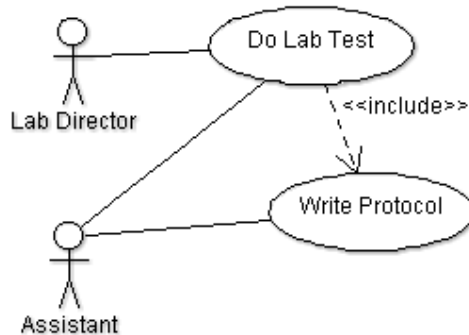 Do Lab Test
Lab Director
<<include>>
Write Protocol
Assistant